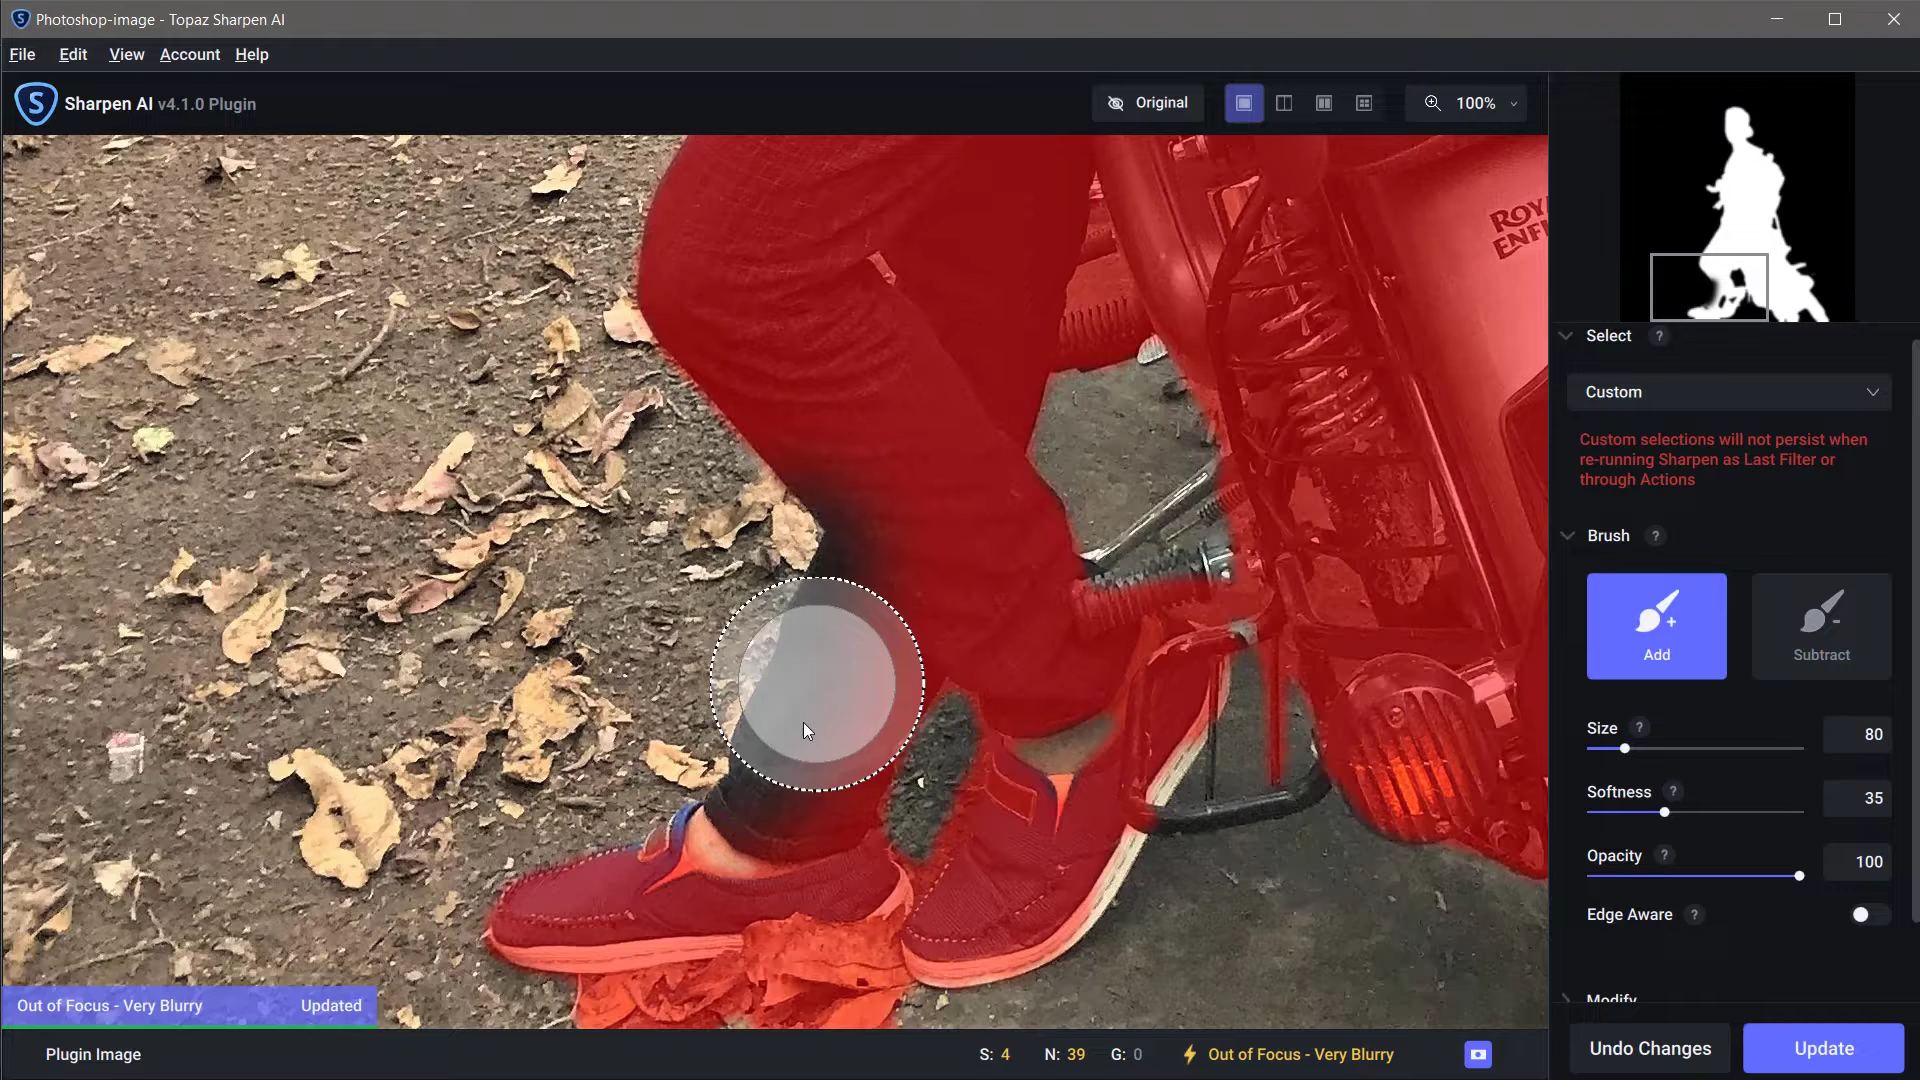 Photoshop-image - Topaz Sharpen AI
File Edit View Account Help
S Sharpen AI v4.1.0 Plugin
Original
100%
ROY
ENF
Select ?
Custom
Custom selections will not persist when
re-running Sharpen as Last Filter or
through Actions
Brush ?
Add
Subtract
Size ? 80
Softness ? 35
Opacity ? 100
Edge Aware ?
Modify
Out of Focus - Very Blurry Updated
Plugin Image
S: 4 N: 39 G: 0
Out of Focus - Very Blurry
Undo Changes
Update